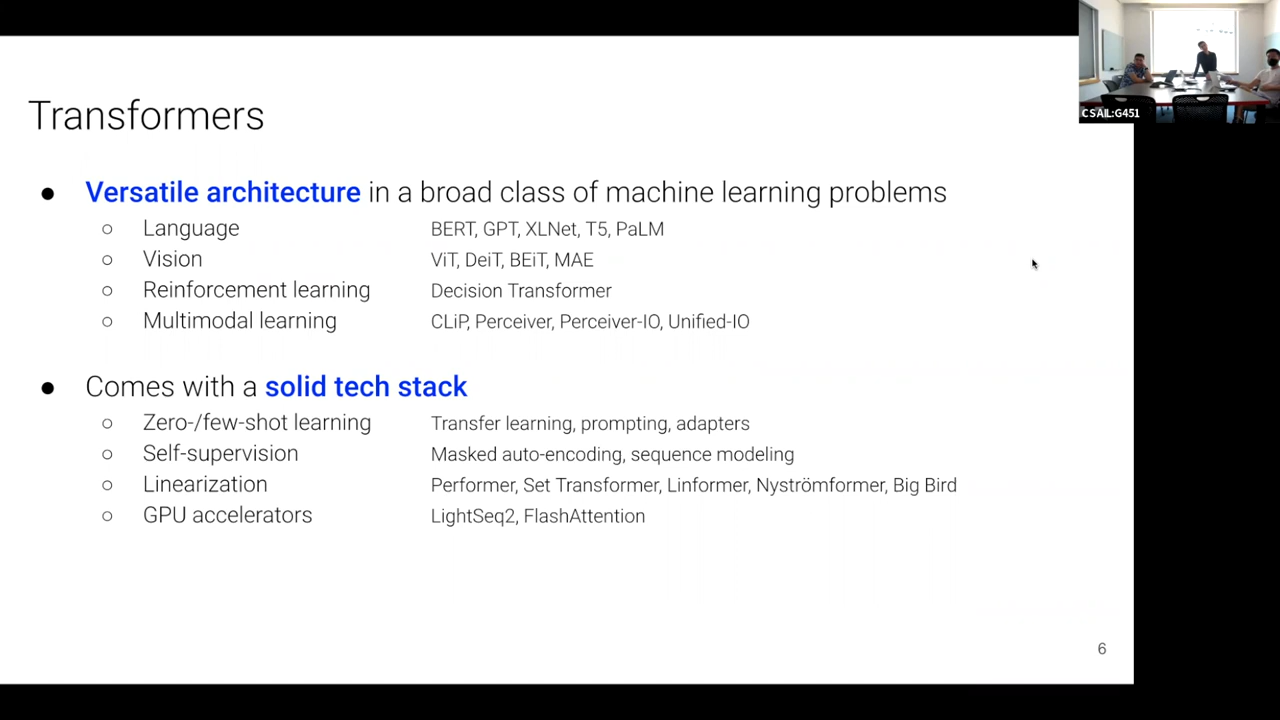 CSAIL:G451
Transformers
● Versatile architecture in a broad class of machine learning problems
○ Language BERT, GPT, XLNet, T5, PaLM
○ Vision ViT, DeiT, BEiT, MAE
○ Reinforcement learning Decision Transformer
○ Multimodal learning CLiP, Perceiver, Perceiver-IO, Unified-IO
● Comes with a solid tech stack
○ Zero-/few-shot learning Transfer learning, prompting, adapters
○ Self-supervision Masked auto-encoding, sequence modeling
○ Linearization Performer, Set Transformer, Linformer, Nyströmformer, Big Bird
○ GPU accelerators LightSeq2, FlashAttention
6